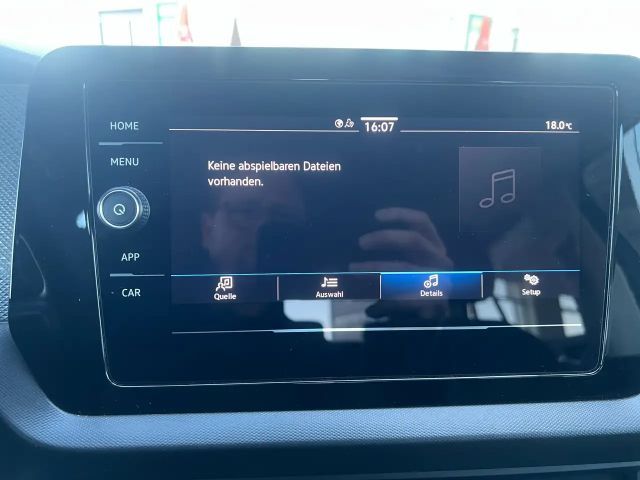 HOME
16:07
18.0°C
MENU
Keine abspielbaren Dateien
vorhanden.
APP
CAR
Quelle
Auswahl
Details
Setup